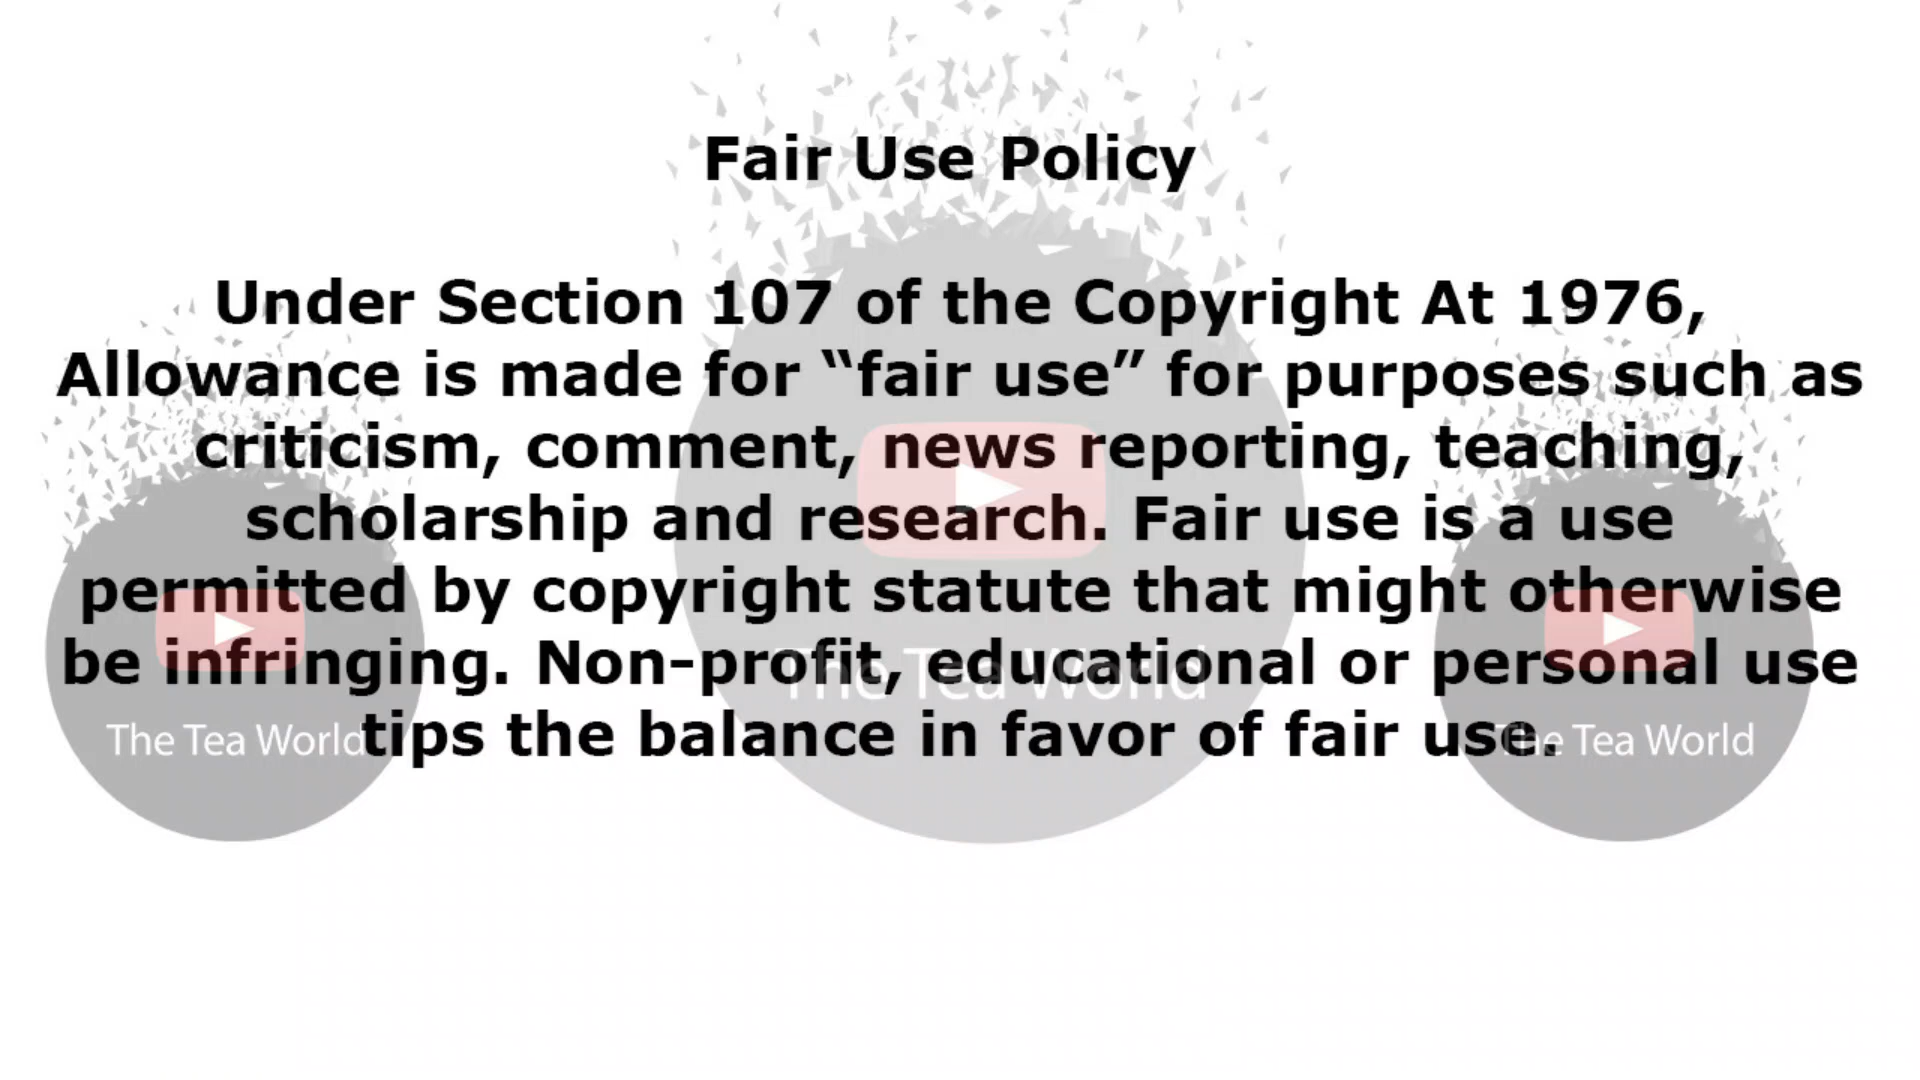 Fair Use Policy
Under Section 107 of the Copyright At 1976,
Allowance is made for “fair use” for purposes such as
criticism, comment, news reporting, teaching,
scholarship and research. Fair use is a use
permitted by copyright statute that might otherwise
be infringing. Non-profit, educational or personal use
tips the balance in favor of fair use.
The Tea World
The Tea World
The Tea World